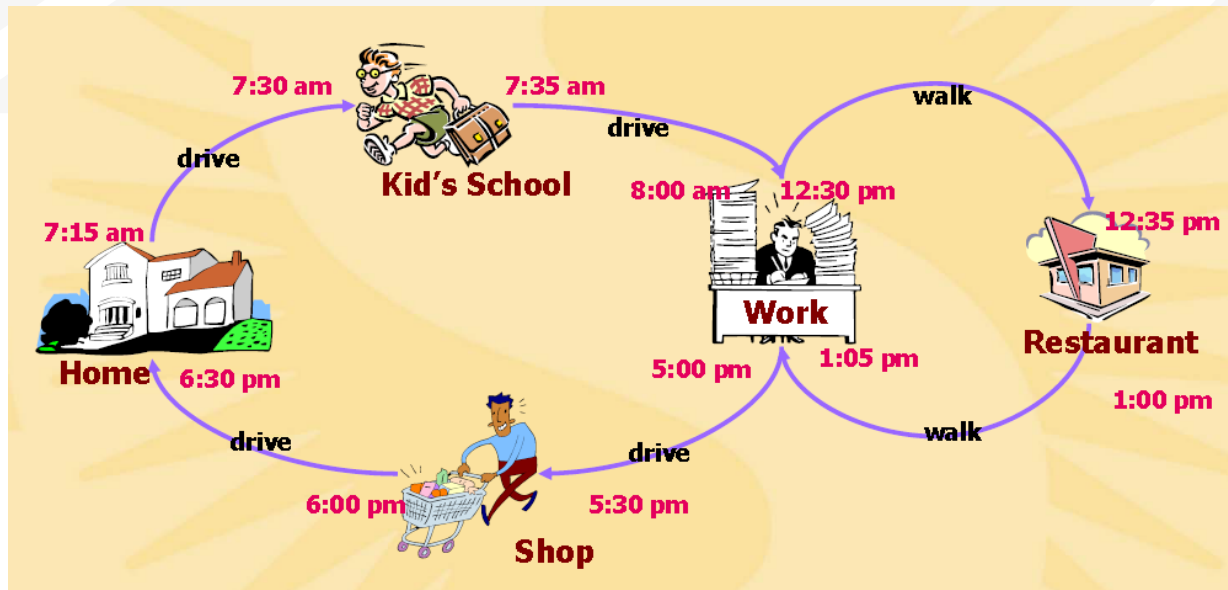 7:30 am
7:35 am
walk
drive
drive
Kid's School
8:00 am
12:30 pm
7:15 am
12:35 pm
Work
Restaurant
Home
6:30 pm
5:00 pm
1:05 pm
1:00 pm
drive
drive
walk
6:00 pm
5:30 pm
Shop